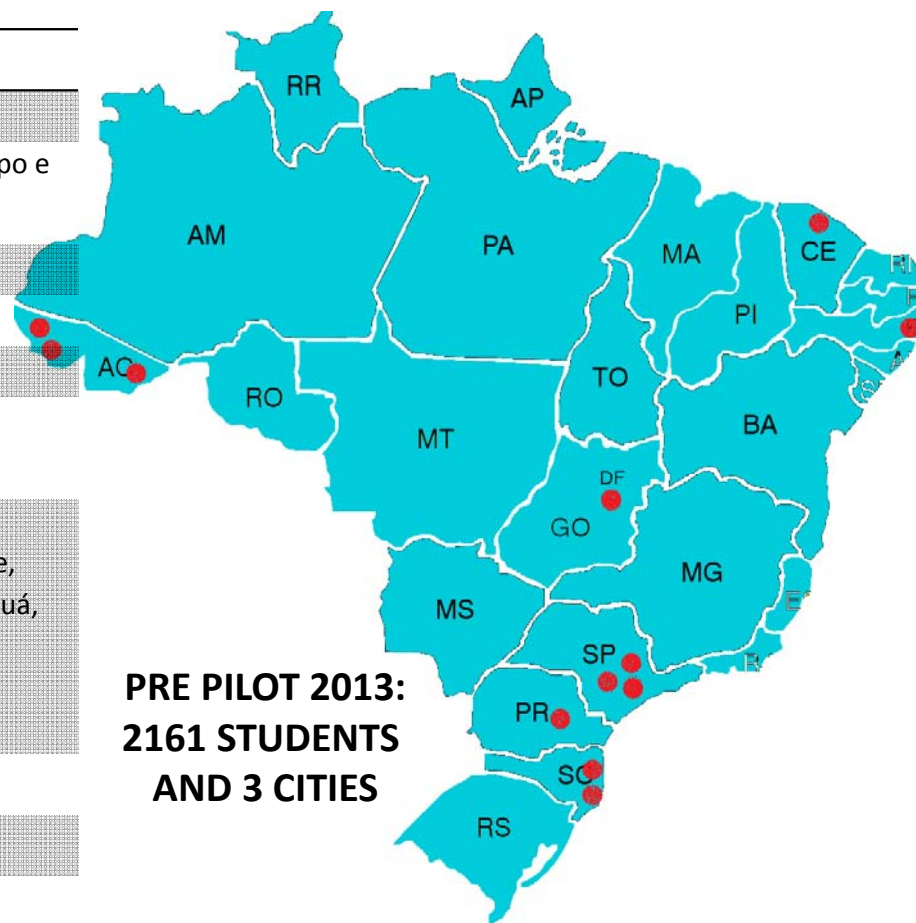 RR
AP
po e
AM
PA
MA
CE
PI
AC
TO
RO
BA
MT
DF
GO
e,
MG
uá,
MS
SP
PRE PILOT 2013:
2161 STUDENTS
AND 3 CITIES
PR
SC
RS